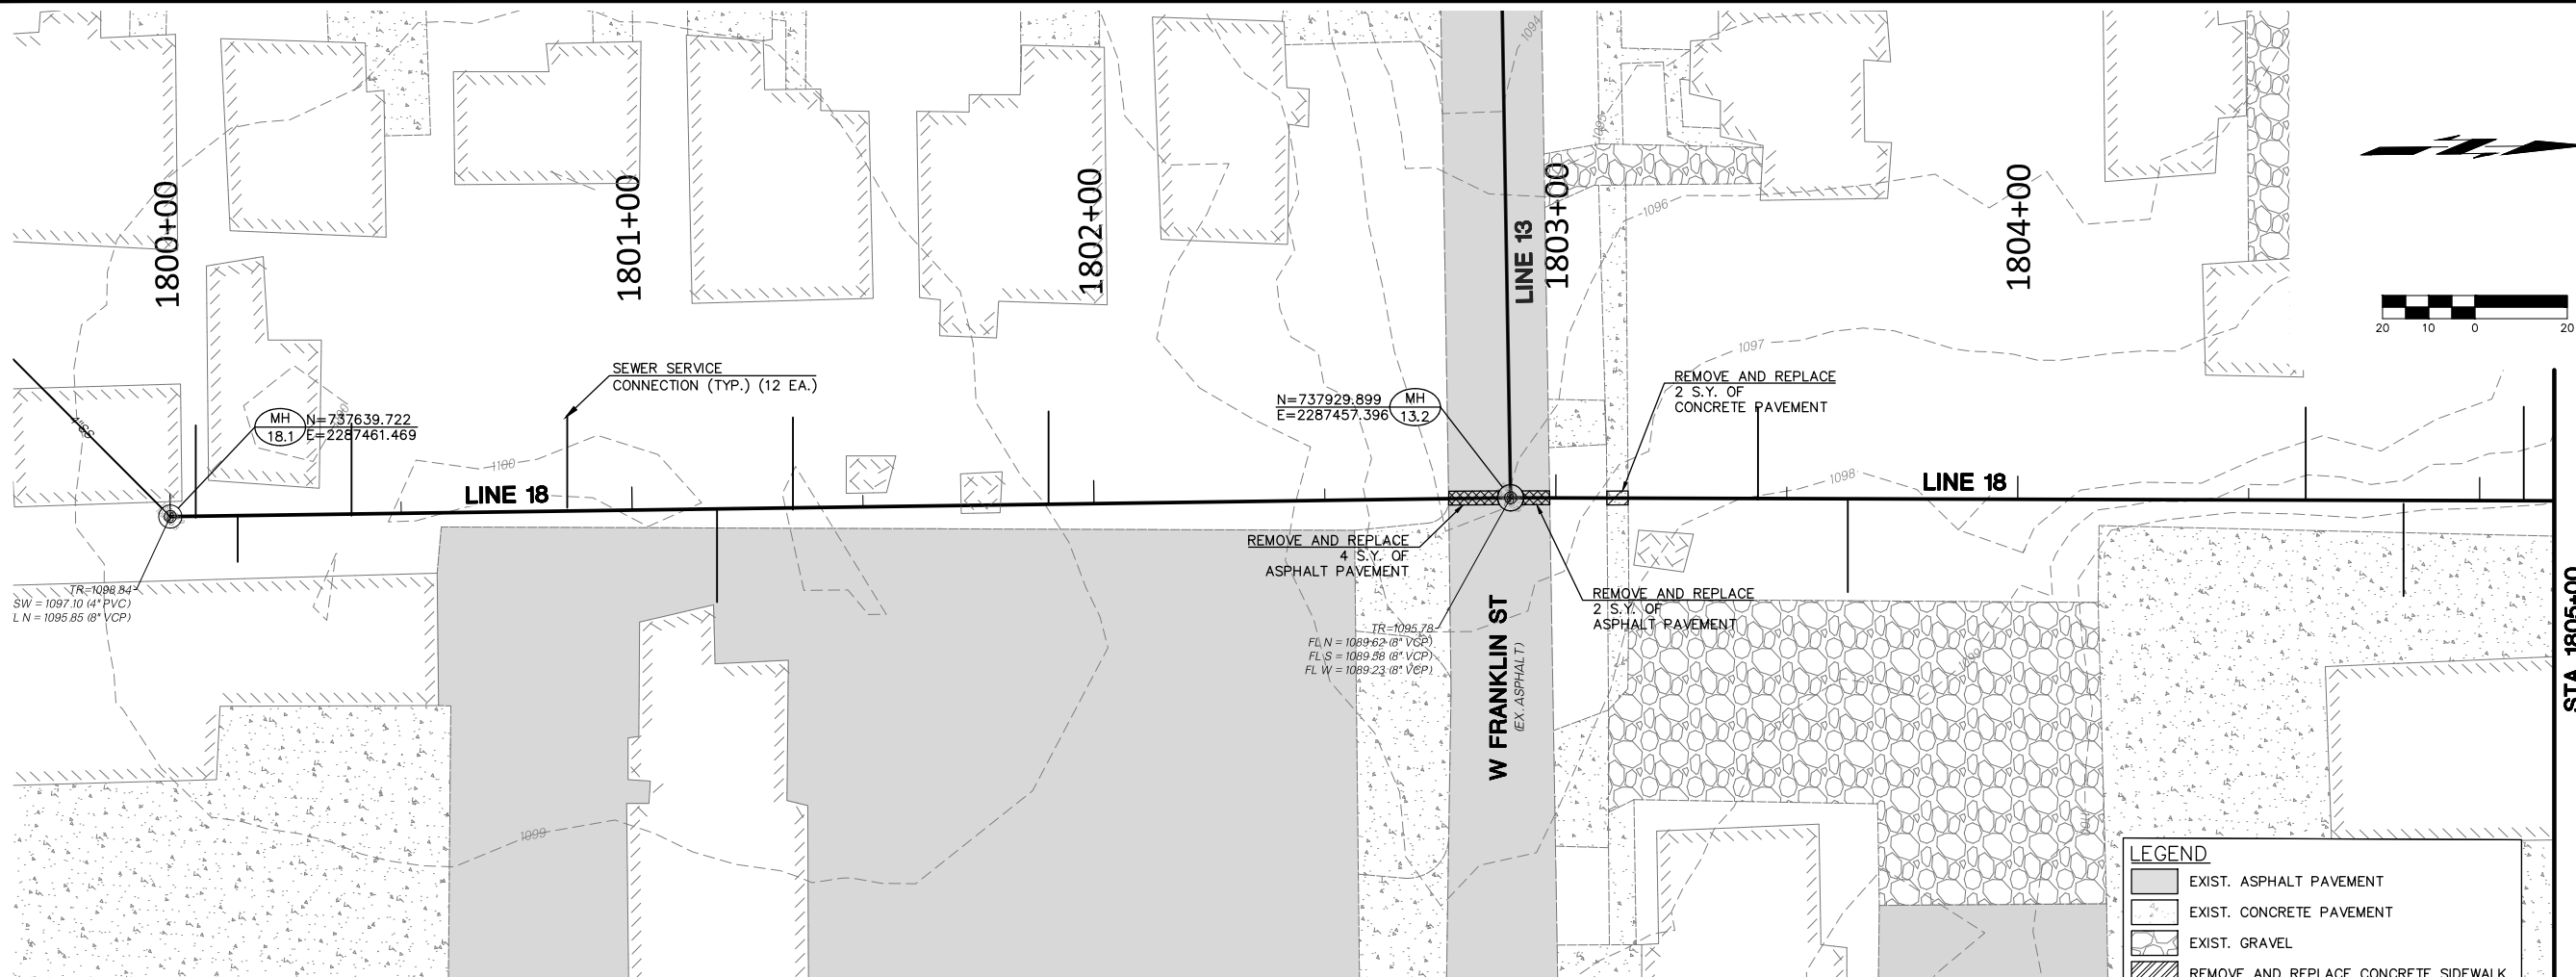 1094
1095
1096
1800+00
1801+00
1802+00
LINE 13
1803+00
1804+00
20 10 0 20
1097
SEWER SERVICE
CONNECTION (TYP.) (12 EA.)
REMOVE AND REPLACE
2 S.Y. OF
CONCRETE PAVEMENT
N=737929.899
E=2287457.396
MH
13.2
MH
18.1
N=737639.722
E=2287461.469
1100
1098
LINE 18
LINE 18
REMOVE AND REPLACE
4 S.Y. OF
ASPHALT PAVEMENT
REMOVE AND REPLACE
2 S.Y. OF
ASPHALT PAVEMENT
TR=1098.84
SW = 1097.10 (4" PVC)
L N = 1095.85 (8" VCP)
TR=1095.78
FL N = 1089.62 (8" VCP)
FL S = 1089.58 (8" VCP)
FL W = 1089.23 (8" VCP)
W FRANKLIN ST
(EX. ASPHALT)
STA 1805+00
1099
1099
LEGEND
EXIST. ASPHALT PAVEMENT
EXIST. CONCRETE PAVEMENT
EXIST. GRAVEL
REMOVE AND REPLACE CONCRETE SIDEWALK